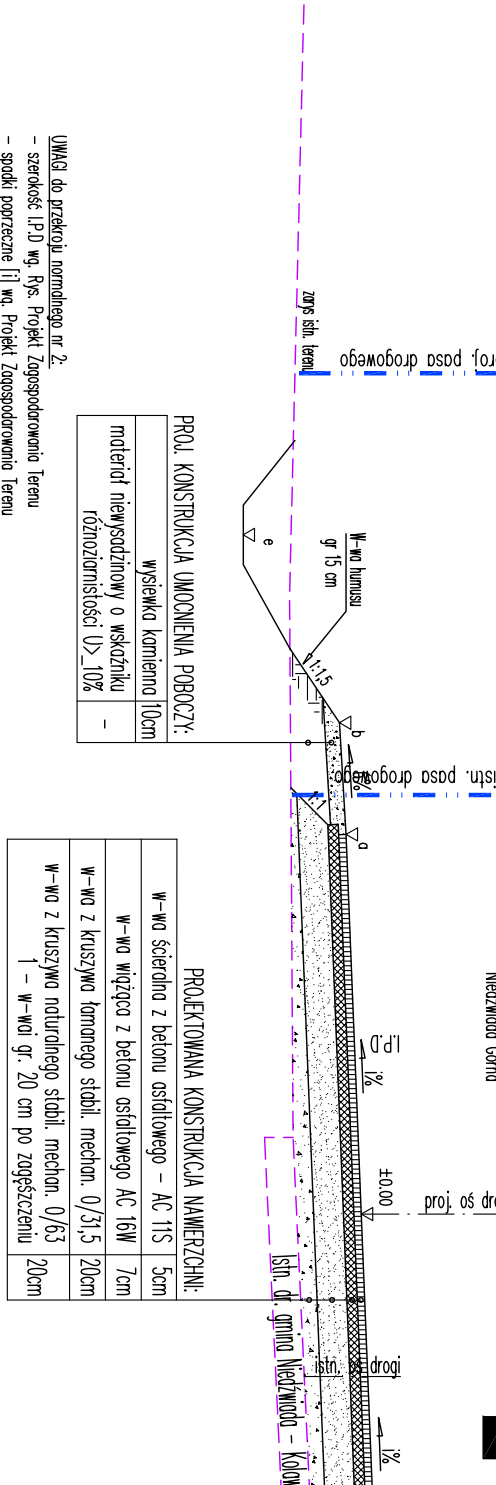 proj. pasa drogowego
zarys istn. terenu
W-wa humusu
gr 15 cm
e
1:1,5
b
i%
istn. pasa drogowego
1:1
a
I.P.D
i%
±0.00
proj. oś
istn. oś drogi
i%
Istn. dr. gmina Niedźwiada -
PROJ. KONSTRUKCJA UMOCNIENIA POBOCZY:
wysiewka kamienna 10cm
materiał niewysadzinowy o wskaźniku
różnoziarnistości U>_10% -
PROJEKTOWANA KONSTRUKCJA NAWIERZCHNI:
w-wa ścieralna z betonu asfaltowego - AC 11S 5cm
w-wa wiążąca z betonu asfaltowego AC 16W 7cm
w-wa z kruszywa łamanego stabil. mechan. 0/31,5 20cm
w-wa z kruszywa naturalnego stabil. mechan. 0/63
1 - w-wai gr. 20 cm po zagęszczeniu 20cm
UWAGI do przekroju normalnego nr 2:
- szerokość I.P.D wg. Rys. Projekt Zagospodarowania Terenu
- spadki poprzeczne [i] wg. Projekt Zagospodarowania Terenu